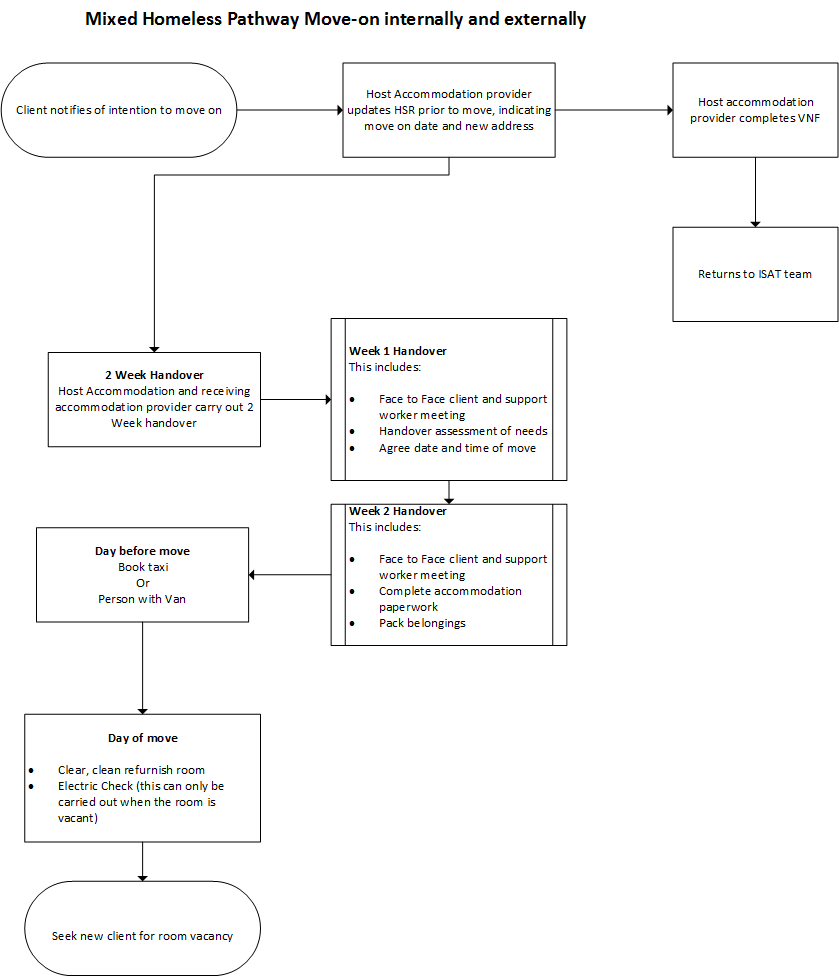 Mixed Homeless Pathway Move-on internally and externally
Client notifies of intention to move on
Host Accommodation provider
updates HSR prior to move, indicating
move on date and new address
Host accommodation
provider completes VNF
Returns to ISAT team
2 Week Handover
Host Accommodation and receiving
accommodation provider carry out 2
Week handover
Week 1 Handover
This includes:
• Face to Face client and support
worker meeting
• Handover assessment of needs
• Agree date and time of move
Week 2 Handover
This includes:
• Face to Face client and support
worker meeting
• Complete accommodation
paperwork
• Pack belongings
Day before move
Book taxi
Or
Person with Van
Day of move
• Clear, clean refurnish room
• Electric Check (this can only be
carried out when the room is
vacant)
Seek new client for room vacancy